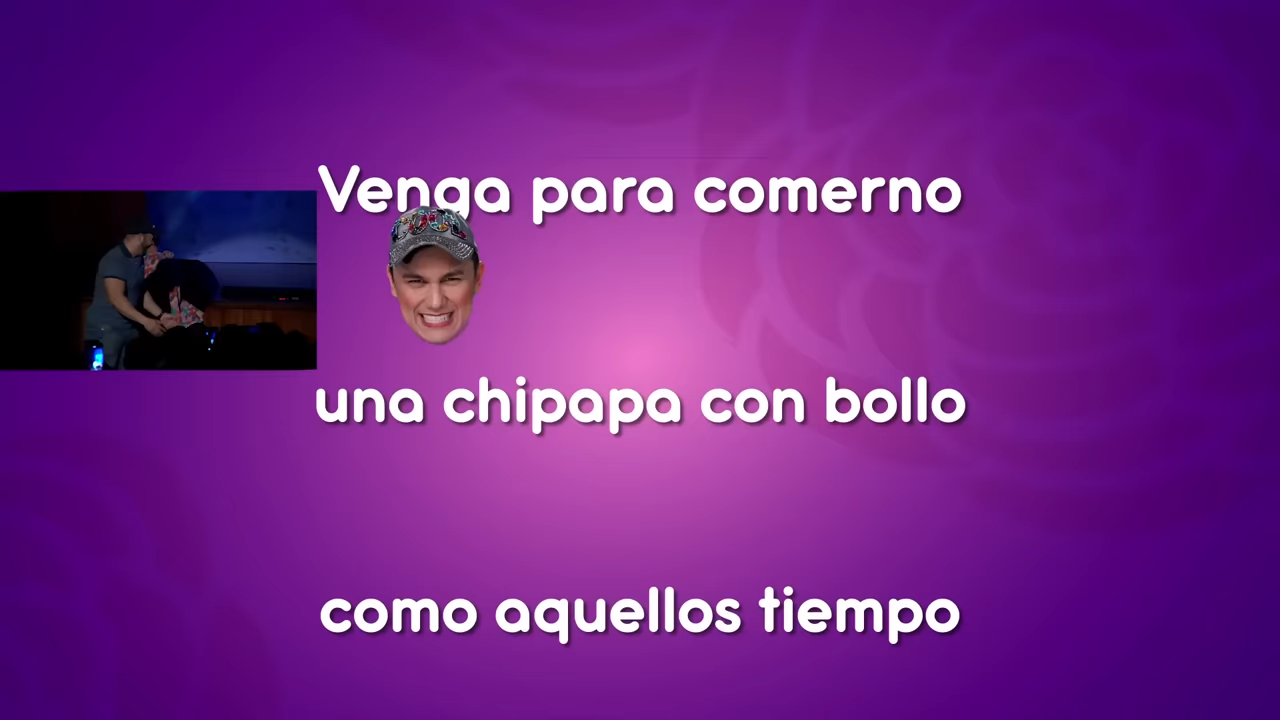 Venga para comerno
una chipapa con bollo
como aquellos tiempo